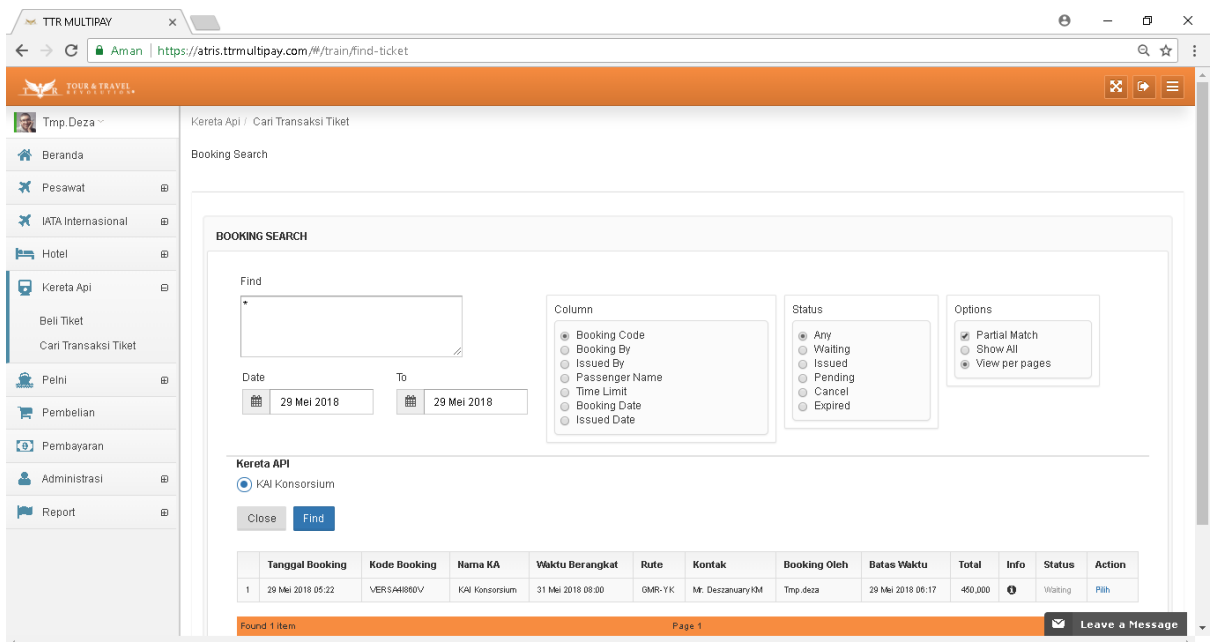 TTR MULTIPAY
Aman | https://atris.ttrmultipay.com/#/train/find-ticket
TTR TOUR & TRAVEL REVOLUTION
Tmp.Deza
Kereta Api / Cari Transaksi Tiket
Beranda
Booking Search
Pesawat
IATA Internasional
Hotel
Kereta Api
Beli Tiket
Cari Transaksi Tiket
Pelni
Pembelian
Pembayaran
Administrasi
Report
BOOKING SEARCH
Find
*
Date To
29 Mei 2018 29 Mei 2018
Column
Booking Code
Booking By
Issued By
Passenger Name
Time Limit
Booking Date
Issued Date
Status
Any
Waiting
Issued
Pending
Cancel
Expired
Options
Partial Match
Show All
View per pages
Kereta API
KAI Konsorsium
Close Find
Tanggal Booking Kode Booking Nama KA Waktu Berangkat Rute Kontak Booking Oleh Batas Waktu Total Info Status Action
1 29 Mei 2018 05:22 VERSA4I860V KAI Konsorsium 31 Mei 2018 08:00 GMR-YK Mr. Deszanuary KM Tmp.deza 29 Mei 2018 06:17 450,000 Waiting Pilih
Found 1 item Page 1
Leave a Message